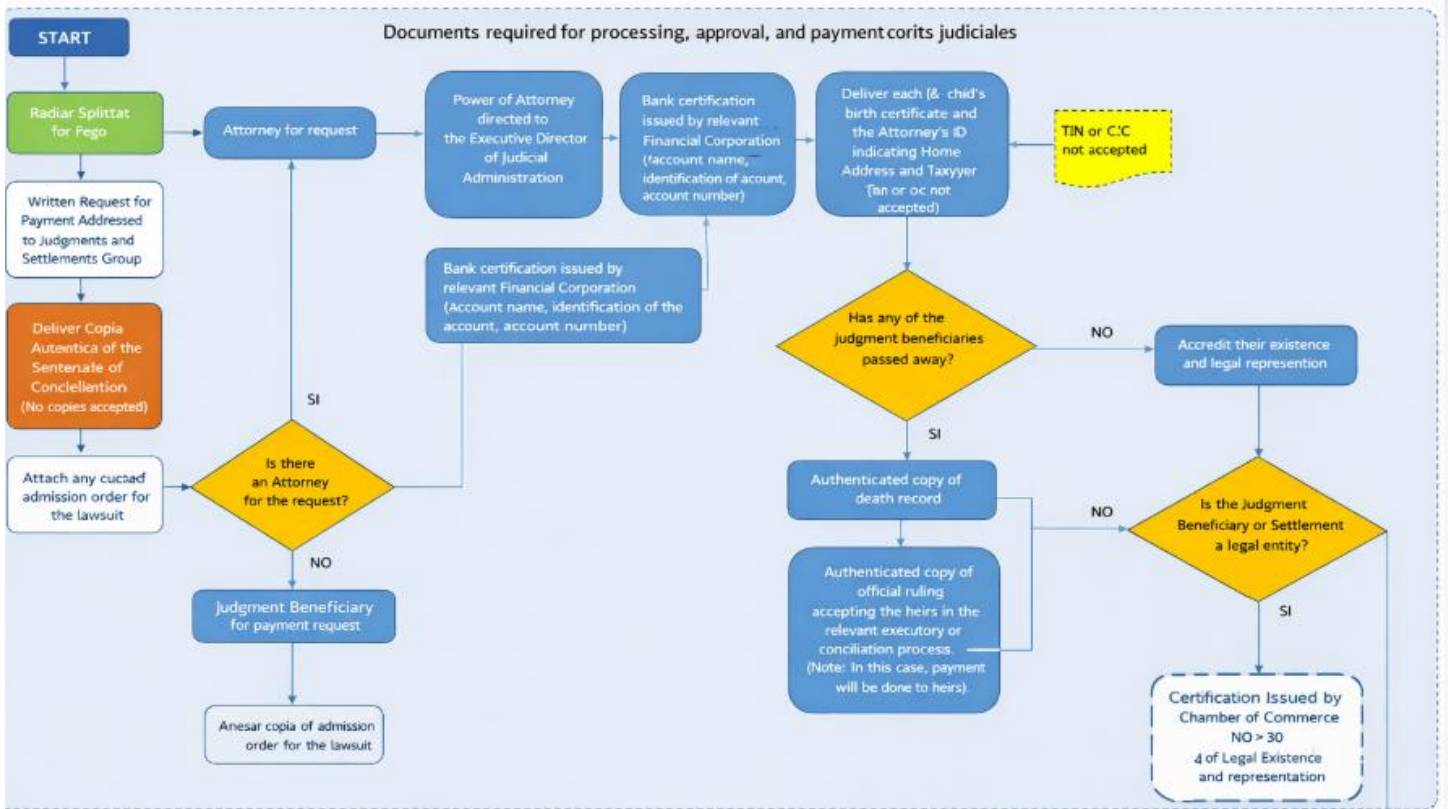 START
Documents required for processing, approval, and payment corits judiciales
Radiar Splittat
for Pego
Attorney for request
Power of Attorney
directed to
the Executive Director
of Judicial
Administration
Bank certification
issued by relevant
Financial Corporation
(!account name,
identification of acount,
account number)
Deliver each (& chid's
birth certificate and
the Attorney's ID
indicating Home
Address and Taxyyer
(Tan or oc not
accepted)
TIN or C.'C
not accepted
Written Request for
Payment Addressed
to Judgments and
Settlements Group
Bank certification issued by
relevant Financial Corporation
(Account name, identification of the
account, account number)
Deliver Copia
Autentica of the
Sentenate of
Conclellention
(No copies accepted)
Has any of the
judgment beneficiaries
passed away?
NO
Accredit their existence
and legal represention
SI
SI
Attach any
admission order for
the lawsuit
Is there
an Attorney
for the request?
Authenticated copy of
death record
NO
Is the Judgment
Beneficiary or Settlement
a legal entity?
NO
Judgment Beneficiary
for payment request
Authenticated copy of
official ruling
accepting the heirs in the
relevant executory or
conciliation process.
(Note: In this case, payment
will be done to heirs).
SI
Anesar copia of admission
order for the lawsuit
Certification Issued by
Chamber of Commerce
NO > 30
4 of Legal Existence
and representation